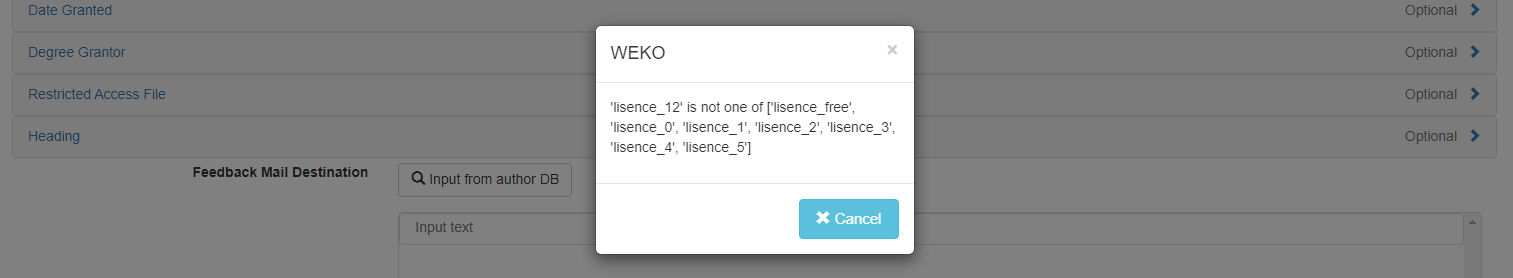 Date Granted Optional
Degree Grantor Optional
Restricted Access File Optional
Heading Optional
Feedback Mail Destination Input from author DB
Input text
WEKO ×
'lisence_12' is not one of ['lisence_free',
'lisence_0', 'lisence_1', 'lisence_2', 'lisence_3',
'lisence_4', 'lisence_5']
Cancel